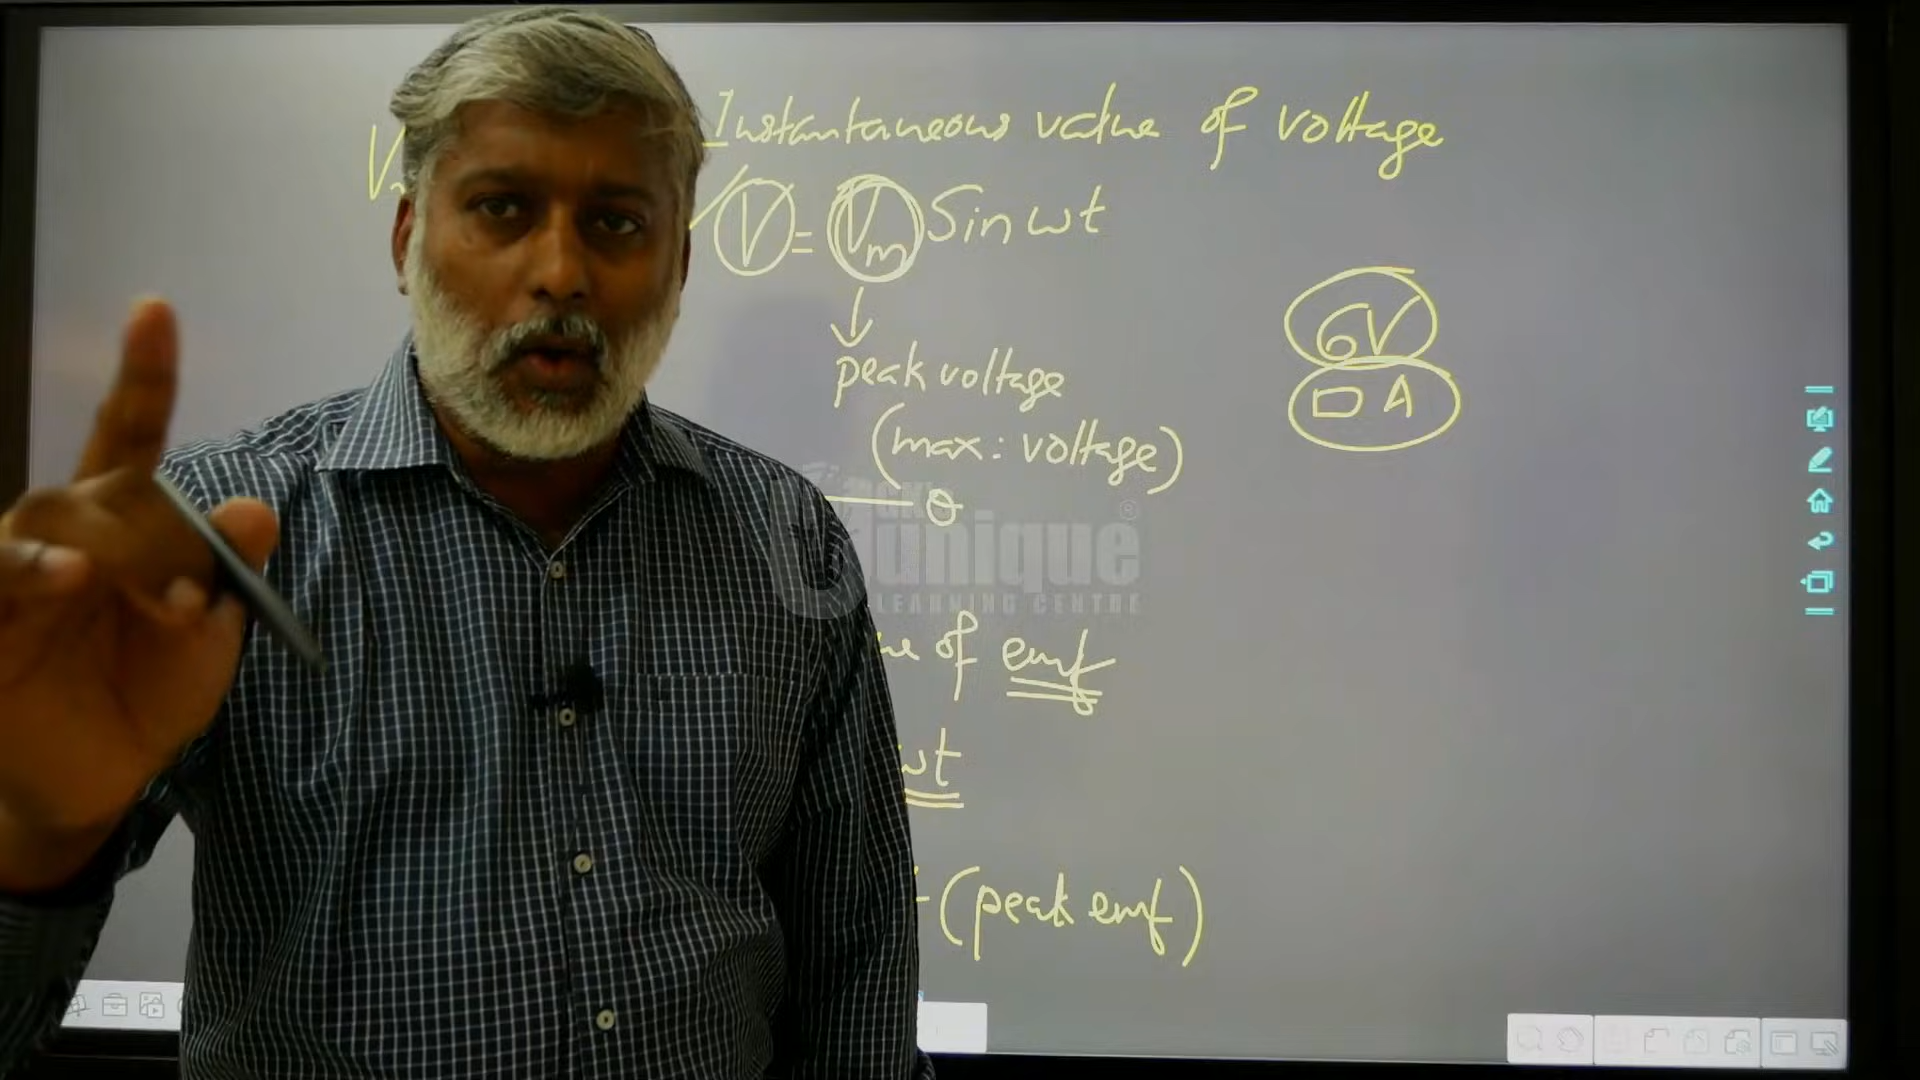 Instantaneous value of voltage
V = Vm Sin ωt
6V
A
peak voltage
(max: voltage)
θ
unique
LEARNING CENTRE
of emf
ωt
(peak emf)